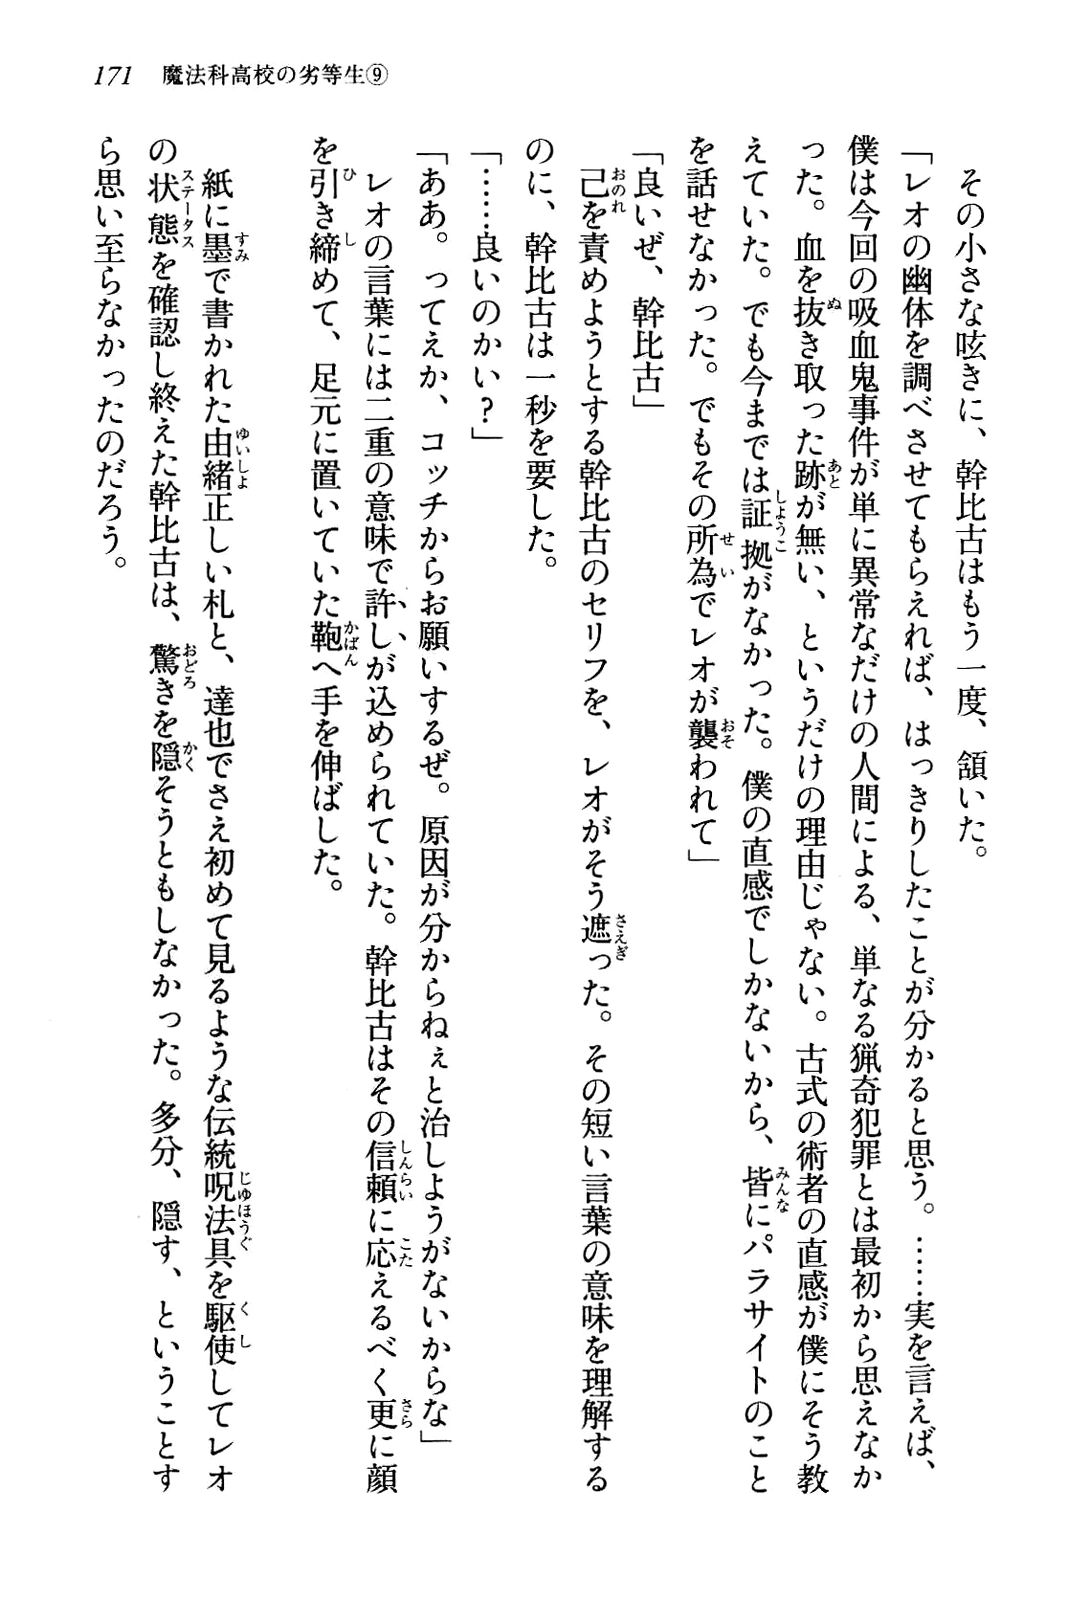 171　魔法科高校の劣等生⑨
その小さな呟きに、幹比古はもう一度、頷いた。
「レオの幽体を調べさせてもらえれば、はっきりしたことが分かると思う。……実を言えば、
僕は今回の吸血鬼事件が単に異常なだけの人間による、単なる猟奇犯罪とは最初から思えなか
った。血を抜き取った跡が無い、というだけの理由じゃない。古式の術者の直感が僕にそう教
えていた。でも今までは証拠がなかった。僕の直感でしかないから、皆にパラサイトのこと
を話せなかった。でもその所為でレオが襲われて」
「良いぜ、幹比古」
己を責めようとする幹比古のセリフを、レオがそう遮った。その短い言葉の意味を理解する
のに、幹比古は一秒を要した。
「……良いのかい？」
「ああ。ってえか、コッチからお願いするぜ。原因が分からねぇと治しようがないからな」
レオの言葉には二重の意味で許しが込められていた。幹比古はその信頼に応えるべく更に顔
を引き締めて、足元に置いていた鞄へ手を伸ばした。
紙に墨で書かれた由緒正しい札と、達也でさえ初めて見るような伝統呪法具を駆使してレオ
の状態を確認し終えた幹比古は、驚きを隠そうともしなかった。多分、隠す、ということす
ら思い至らなかったのだろう。